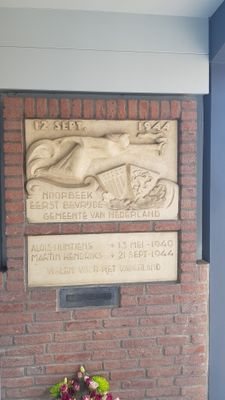 12 SEPT. 1944
NOORBEEK
EERST BEVRIJDE
GEMEENTE VAN NEDERLAND
ALOIS HUNTJENS + 13 MEI - 1940
MARTIN HENDRIKS + 21 SEPT - 1944
VIELEN VOOR HET VADERLAND